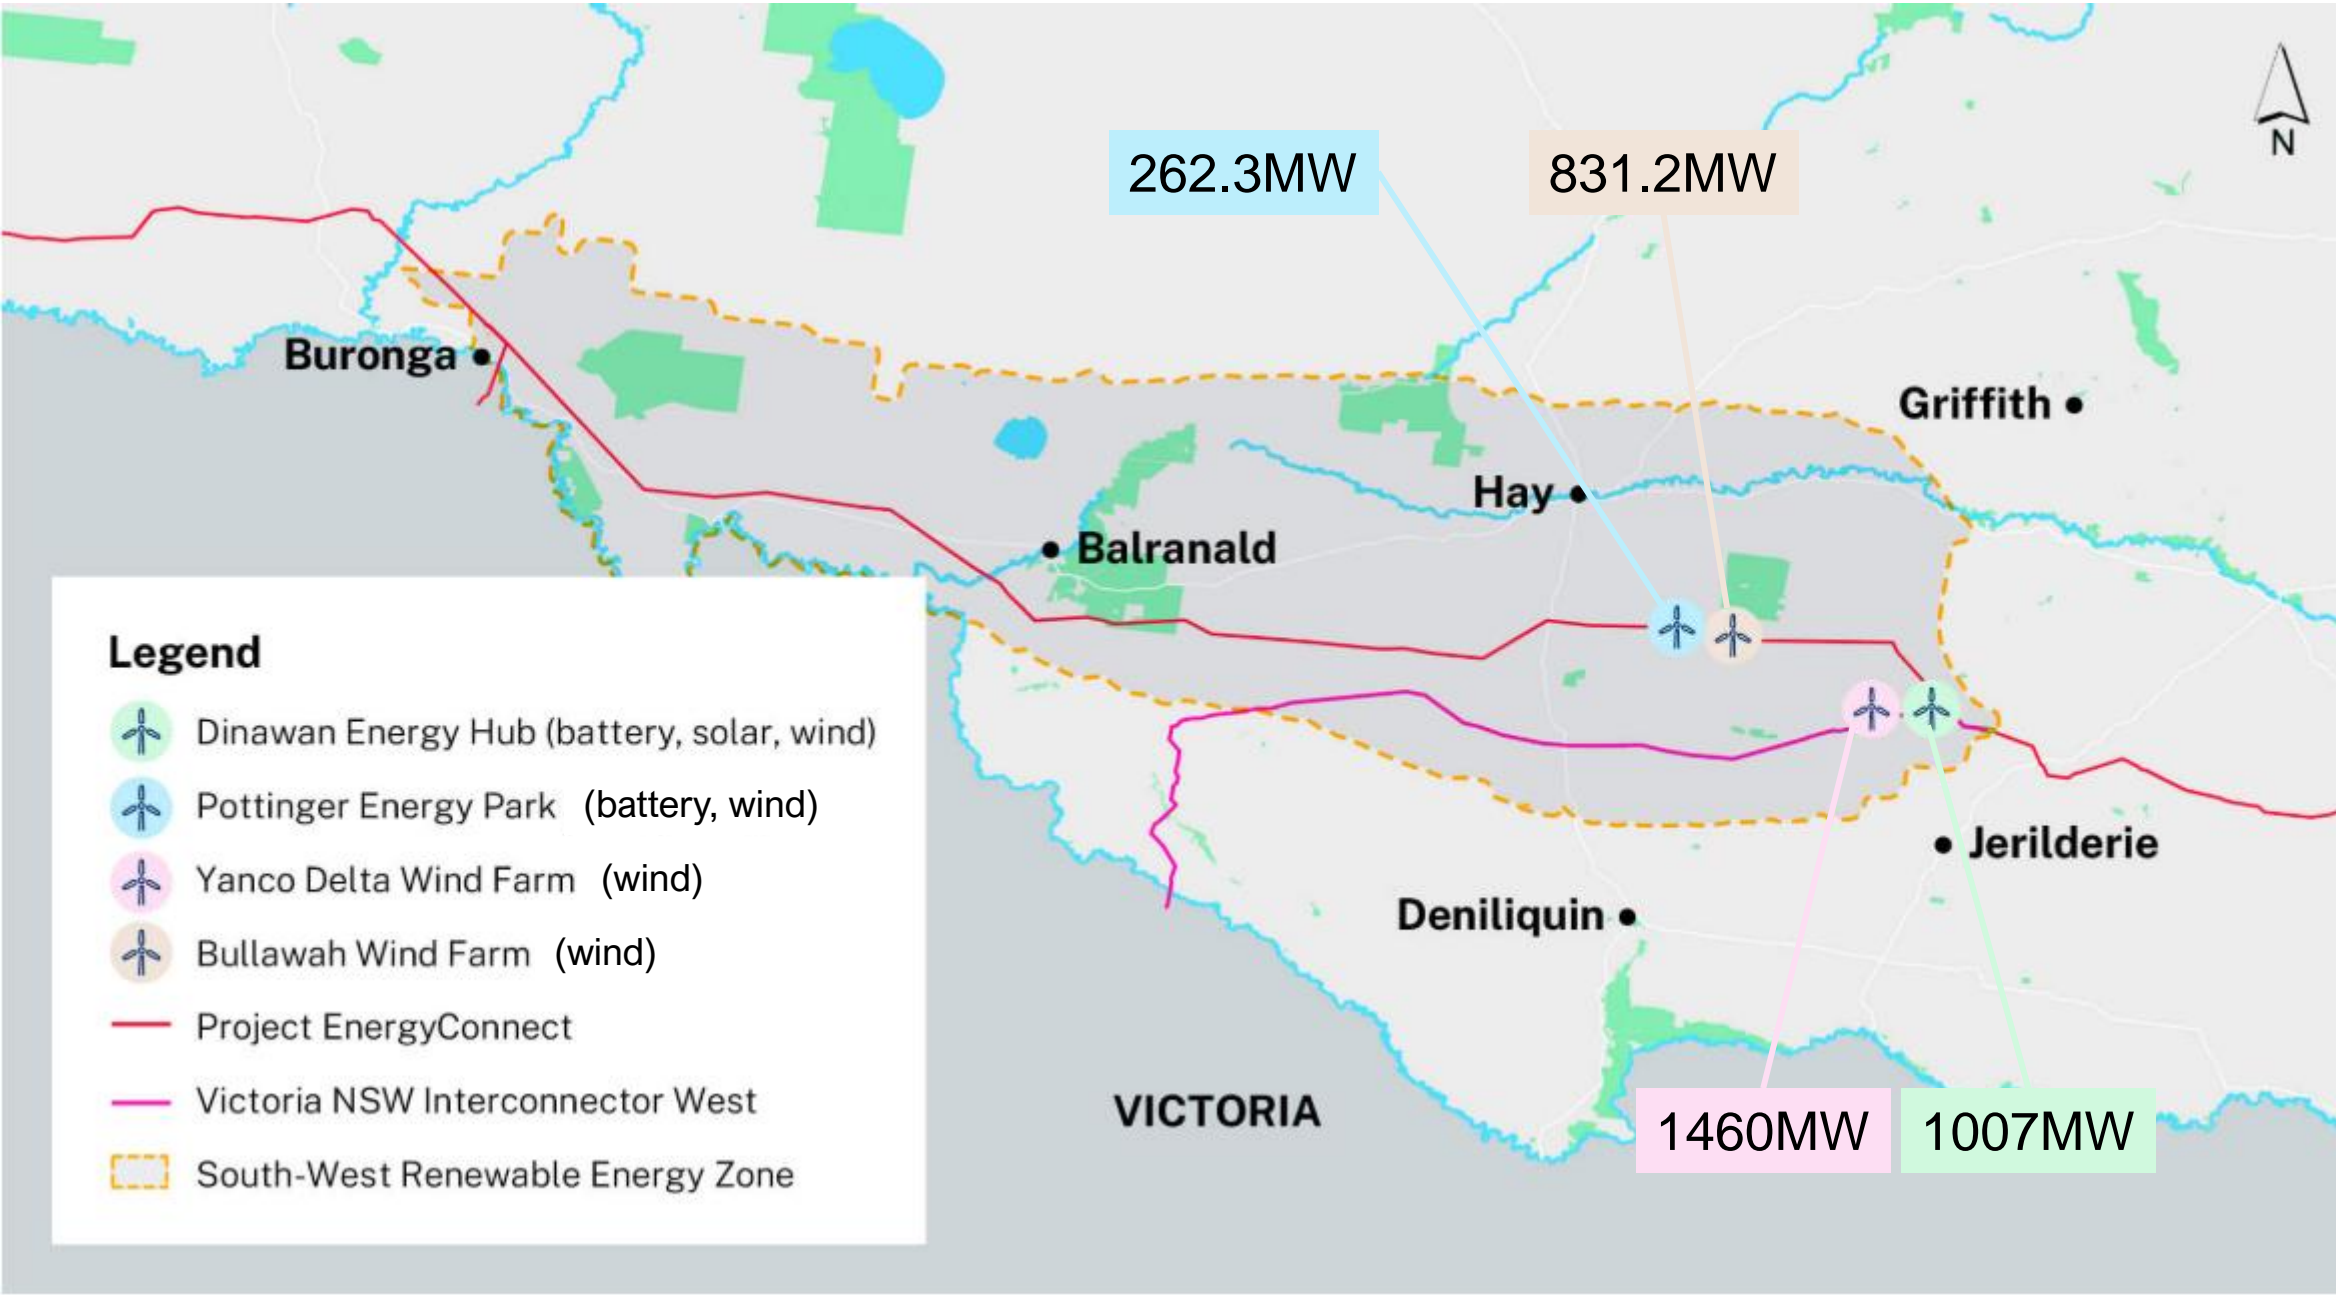 262.3MW
831.2MW
N
Buronga
Griffith
Hay
Balranald
Legend
Dinawan Energy Hub (battery, solar, wind)
Pottinger Energy Park (battery, wind)
Yanco Delta Wind Farm (wind)
Bullawah Wind Farm (wind)
Project EnergyConnect
Victoria NSW Interconnector West
South-West Renewable Energy Zone
Jerilderie
Deniliquin
VICTORIA
1460MW
1007MW